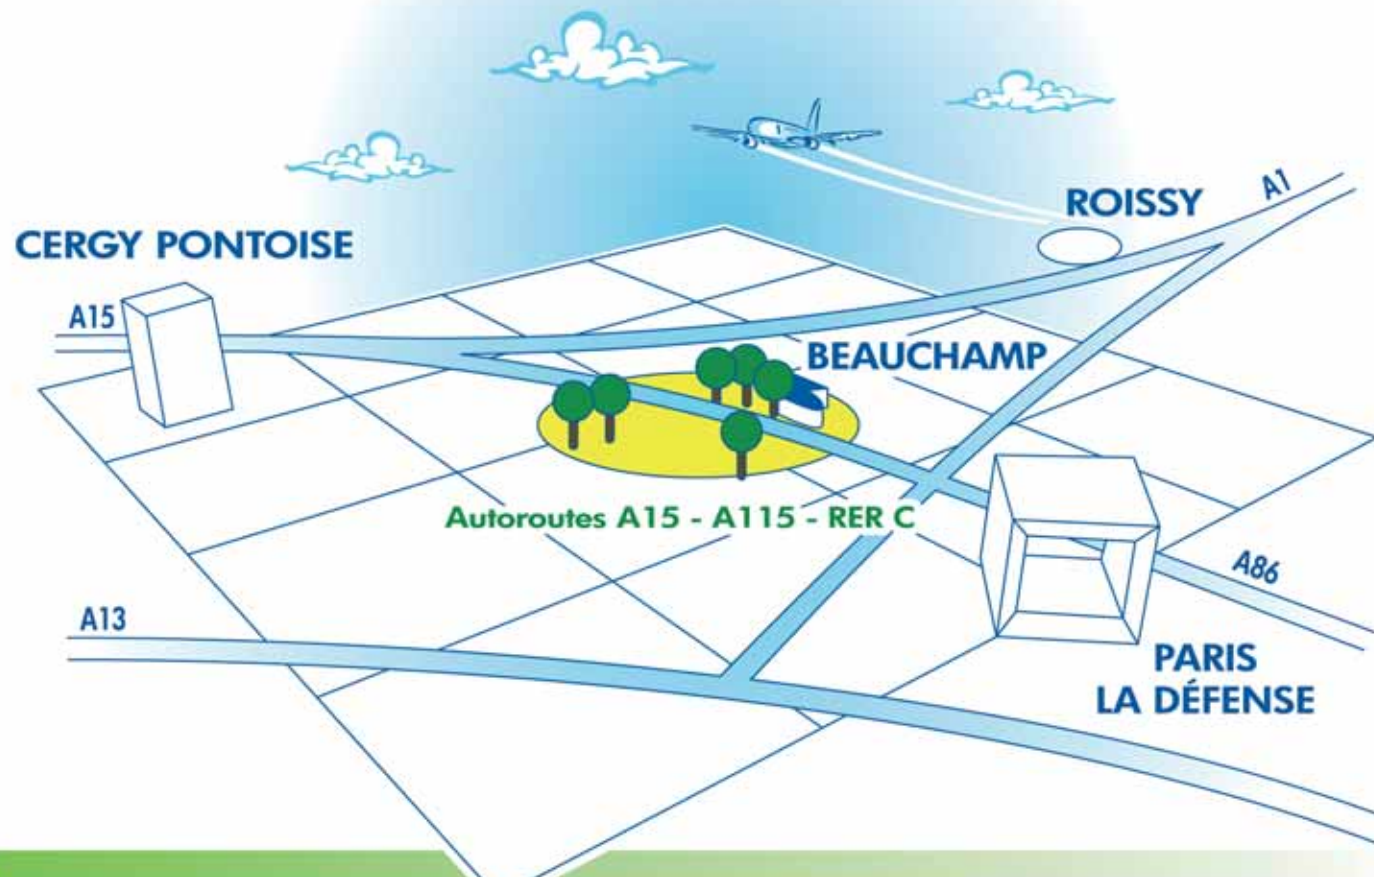 ROISSY
A1
CERGY PONTOISE
A15
BEAUCHAMP
Autoroutes A15 - A115 - RER C
A86
A13
PARIS
LA DÉFENSE